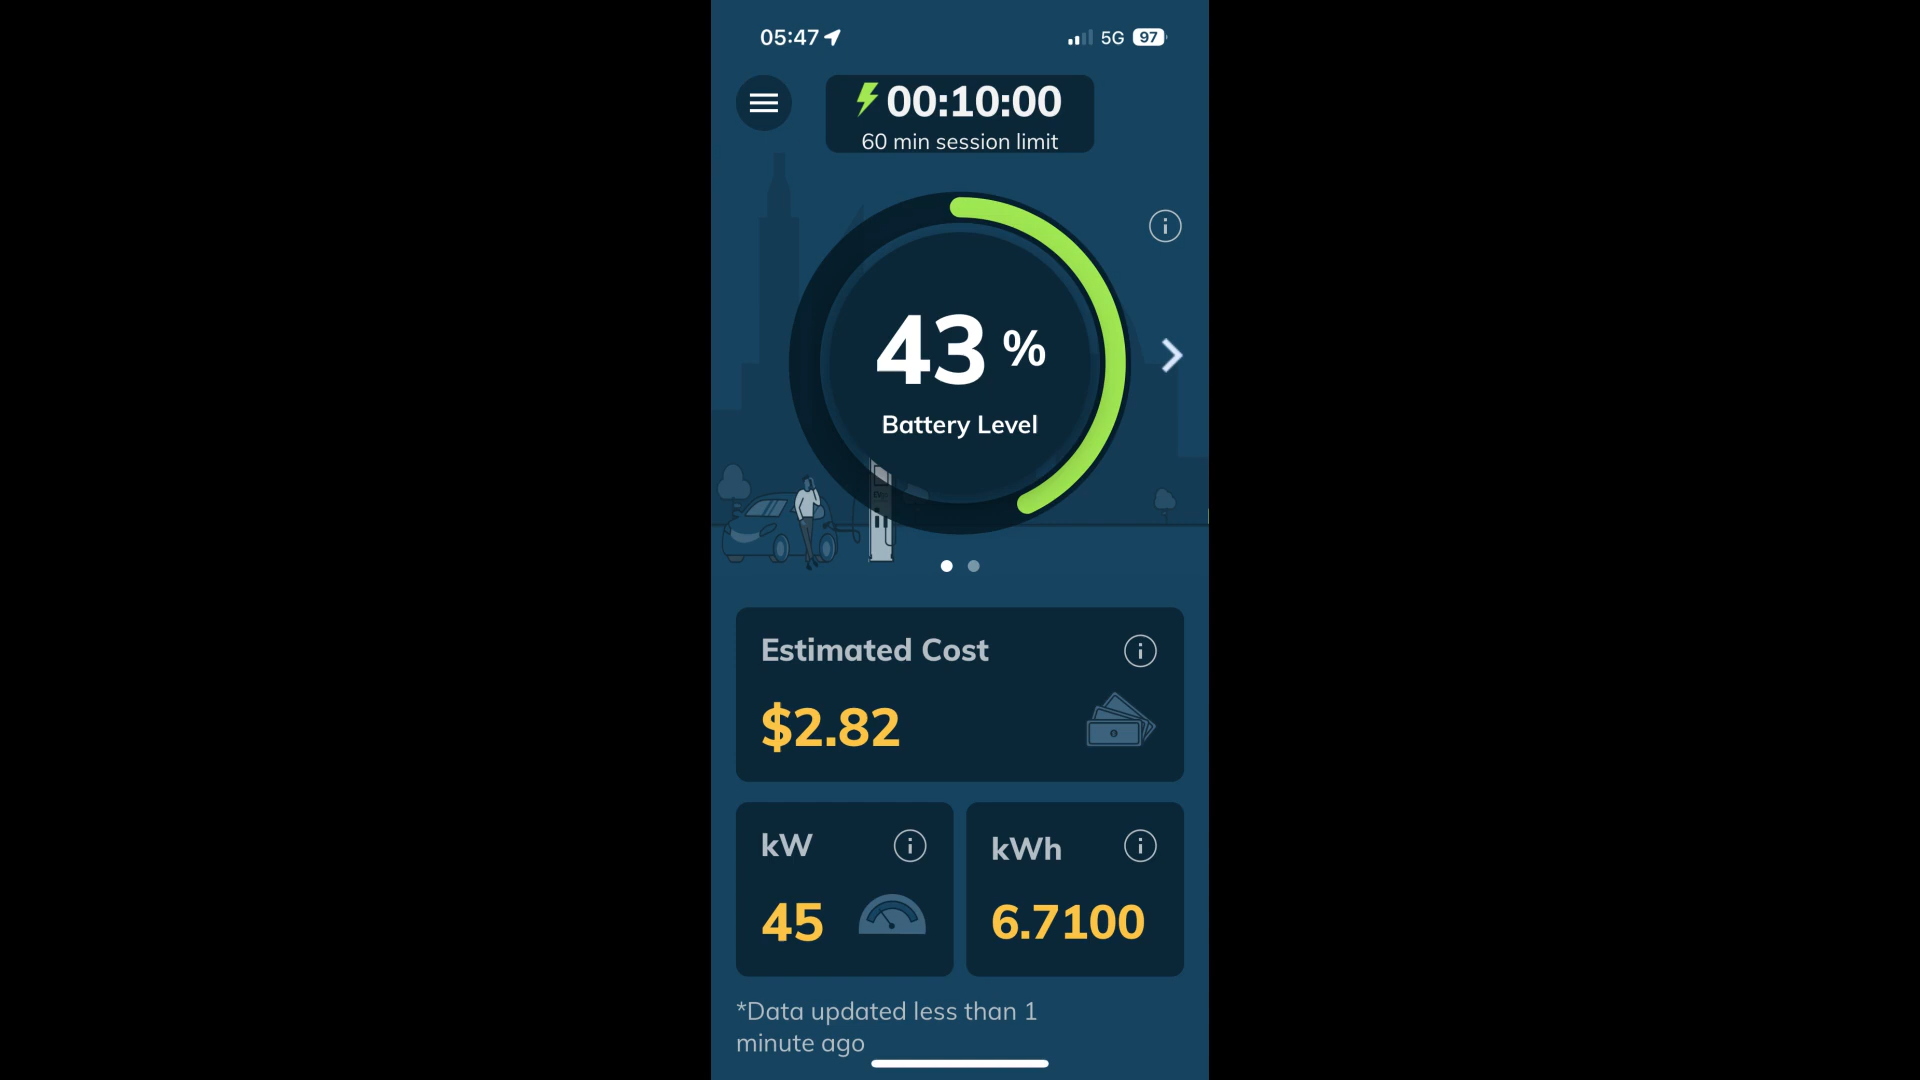 05:47
5G 97
00:10:00
60 min session limit
43 %
Battery Level
Estimated Cost
$2.82
kW
45
kWh
6.7100
*Data updated less than 1
minute ago